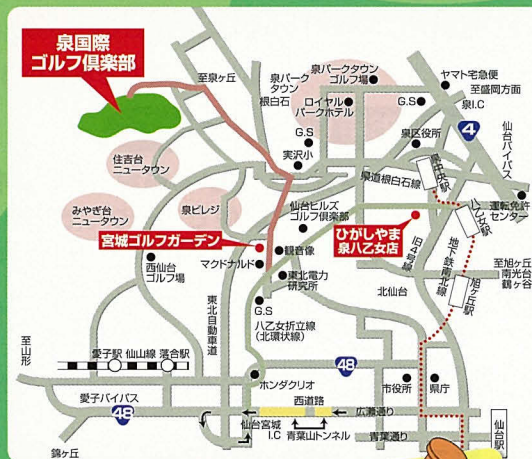 泉国際
ゴルフ倶楽部
至泉ヶ丘
泉パーク
タウン
根白石
泉パークタウン
ゴルフ場
ロイヤル
パークホテル
ヤマト宅急便
至盛岡方面
泉I.C
G.S
4
仙台バイパス
泉区役所
G.S
実沢小
住吉台
ニュータウン
県道根白石線
泉中央駅
運転免許
センター
八乙女駅
みやぎ台
ニュータウン
泉ビレジ
仙台ヒルズ
ゴルフ倶楽部
ひがしやま
泉八乙女店
宮城ゴルフガーデン
観音像
旧4号線
地下鉄南北線
西仙台
ゴルフ場
マクドナルド
東北電力
研究所
至旭ヶ丘
南光台
鶴ヶ谷
旭ヶ丘駅
北仙台
東北自動車道
G.S
八乙女折立線
(北環状線)
至山形
愛子駅
仙山線
落合駅
48
ホンダクリオ
市役所
県庁
愛子バイパス
西道路
48
広瀬通り
仙台宮城
I.C
青葉山トンネル
青葉通り
仙台駅
錦ヶ丘